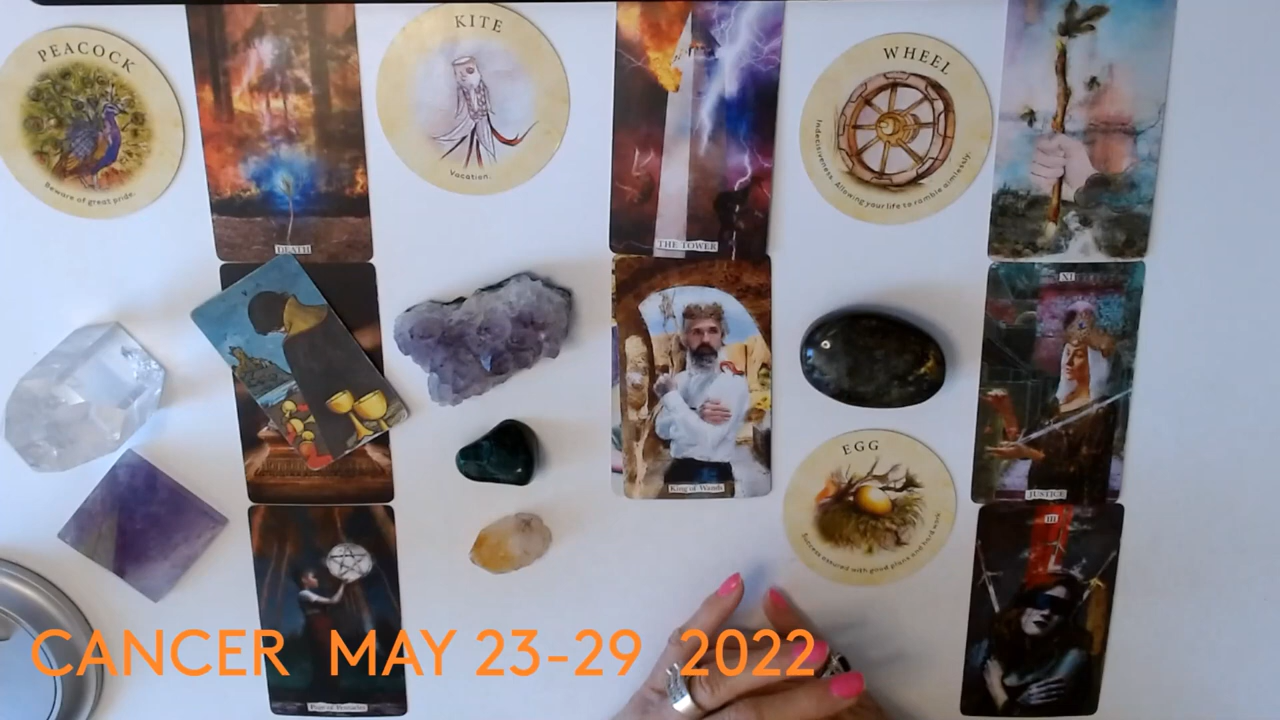 PEACOCK
Beware of great pride.
DEATH
KITE
Vacation.
THE TOWER
WHEEL
Indecisiveness. Allowing your life to ramble aimlessly.
King of Wands
EGG
Success assured with good plans and hard work
XI
JUSTICE
III
CANCER MAY 23-29 2022